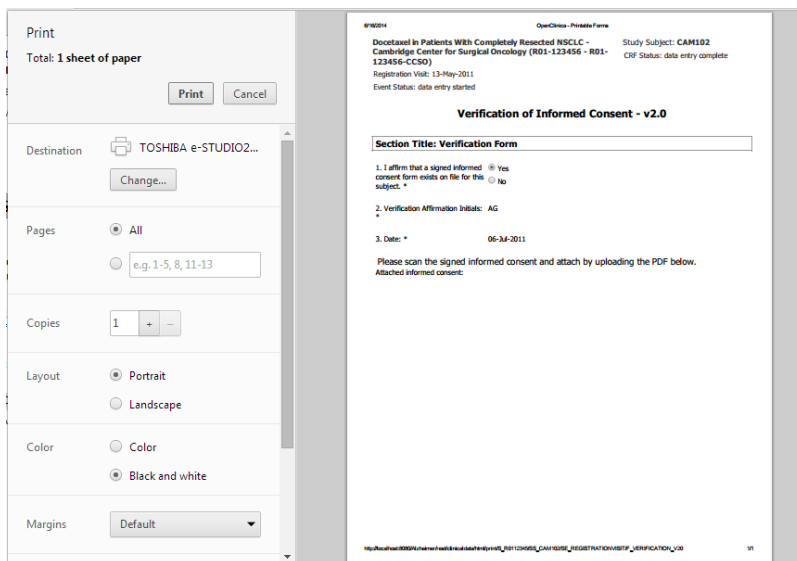 Print
Total: 1 sheet of paper
Print Cancel
Destination TOSHIBA e-STUDIO2...
Change...
Pages All
e.g. 1-5, 8, 11-13
Copies 1 + −
Layout Portrait
Landscape
Color Color
Black and white
Margins Default
6/16/2014 OpenClinica - Printable Forms
Docetaxel in Patients With Completely Resected NSCLC - Study Subject: CAM102
Cambridge Center for Surgical Oncology (R01-123456 - R01- CRF Status: data entry complete
123456-CCSO)
Registration Visit: 13-May-2011
Event Status: data entry started
Verification of Informed Consent - v2.0
Section Title: Verification Form
1. I affirm that a signed informed Yes
consent form exists on file for this No
subject. *
2. Verification Affirmation Initials: AG
*
3. Date: * 06-Jul-2011
Please scan the signed informed consent and attach by uploading the PDF below.
Attached informed consent:
1/1